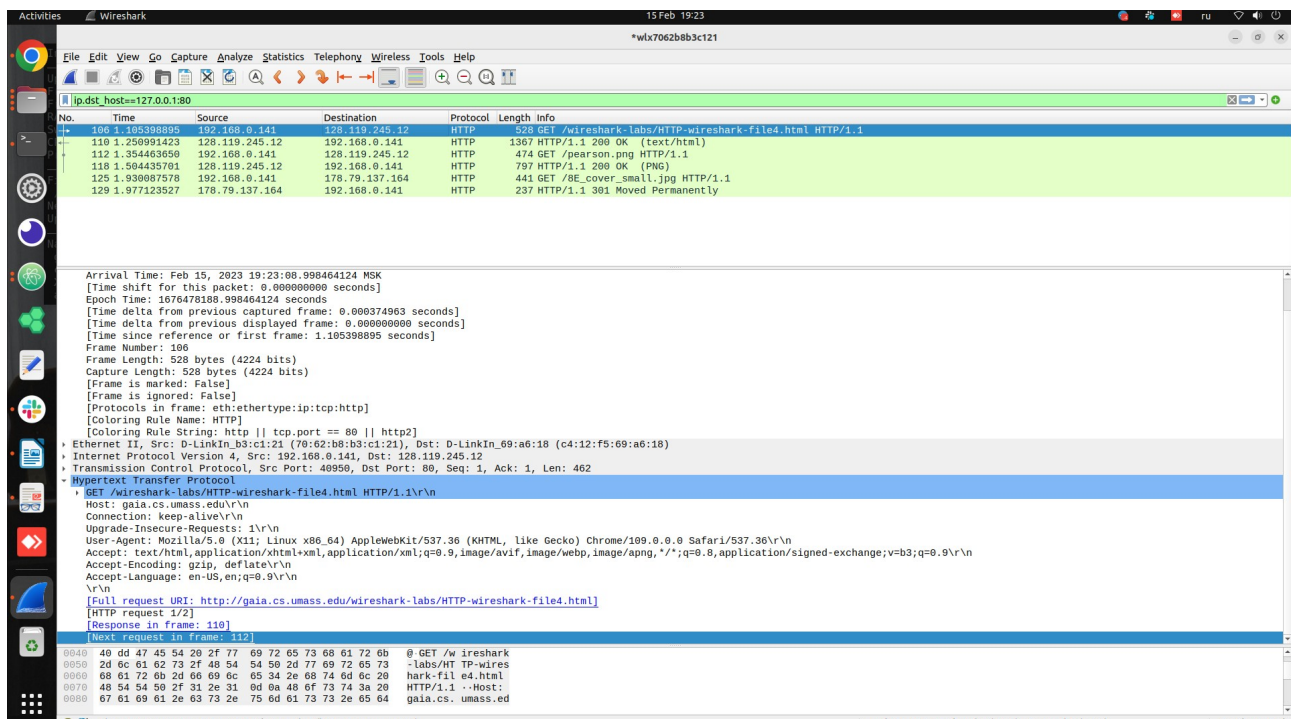 Activities Wireshark 15 Feb 19:23 ru
*wlx7062b8b3c121
File Edit View Go Capture Analyze Statistics Telephony Wireless Tools Help
ip.dst_host==127.0.0.1:80
No. Time Source Destination Protocol Length Info
106 1.105398895 192.168.0.141 128.119.245.12 HTTP 528 GET /wireshark-labs/HTTP-wireshark-file4.html HTTP/1.1
110 1.250991423 128.119.245.12 192.168.0.141 HTTP 1367 HTTP/1.1 200 OK (text/html)
112 1.354463650 192.168.0.141 128.119.245.12 HTTP 474 GET /pearson.png HTTP/1.1
118 1.504435701 128.119.245.12 192.168.0.141 HTTP 797 HTTP/1.1 200 OK (PNG)
125 1.930087578 192.168.0.141 178.79.137.164 HTTP 441 GET /8E_cover_small.jpg HTTP/1.1
129 1.977123527 178.79.137.164 192.168.0.141 HTTP 237 HTTP/1.1 301 Moved Permanently
Arrival Time: Feb 15, 2023 19:23:08.998464124 MSK
[Time shift for this packet: 0.000000000 seconds]
Epoch Time: 1676478188.998464124 seconds
[Time delta from previous captured frame: 0.000374963 seconds]
[Time delta from previous displayed frame: 0.000000000 seconds]
[Time since reference or first frame: 1.105398895 seconds]
Frame Number: 106
Frame Length: 528 bytes (4224 bits)
Capture Length: 528 bytes (4224 bits)
[Frame is marked: False]
[Frame is ignored: False]
[Protocols in frame: eth:ethertype:ip:tcp:http]
[Coloring Rule Name: HTTP]
[Coloring Rule String: http || tcp.port == 80 || http2]
Ethernet II, Src: D-LinkIn_b3:c1:21 (70:62:b8:b3:c1:21), Dst: D-LinkIn_69:a6:18 (c4:12:f5:69:a6:18)
Internet Protocol Version 4, Src: 192.168.0.141, Dst: 128.119.245.12
Transmission Control Protocol, Src Port: 40950, Dst Port: 80, Seq: 1, Ack: 1, Len: 462
Hypertext Transfer Protocol
GET /wireshark-labs/HTTP-wireshark-file4.html HTTP/1.1\r\n
Host: gaia.cs.umass.edu\r\n
Connection: keep-alive\r\n
Upgrade-Insecure-Requests: 1\r\n
User-Agent: Mozilla/5.0 (X11; Linux x86_64) AppleWebKit/537.36 (KHTML, like Gecko) Chrome/109.0.0.0 Safari/537.36\r\n
Accept: text/html,application/xhtml+xml,application/xml;q=0.9,image/avif,image/webp,image/apng,*/*;q=0.8,application/signed-exchange;v=b3;q=0.9\r\n
Accept-Encoding: gzip, deflate\r\n
Accept-Language: en-US,en;q=0.9\r\n
\r\n
[Full request URI: http://gaia.cs.umass.edu/wireshark-labs/HTTP-wireshark-file4.html]
[HTTP request 1/2]
[Response in frame: 110]
[Next request in frame: 112]
0040 40 dd 47 45 54 20 2f 77 69 72 65 73 68 61 72 6b @·GET /w ireshark
0050 2d 6c 61 62 73 2f 48 54 54 50 2d 77 69 72 65 73 -labs/HT TP-wires
0060 68 61 72 6b 2d 66 69 6c 65 34 2e 68 74 6d 6c 20 hark-fil e4.html
0070 48 54 54 50 2f 31 2e 31 0d 0a 48 6f 73 74 3a 20 HTTP/1.1 ··Host:
0080 67 61 69 61 2e 63 73 2e 75 6d 61 73 73 2e 65 64 gaia.cs. umass.ed